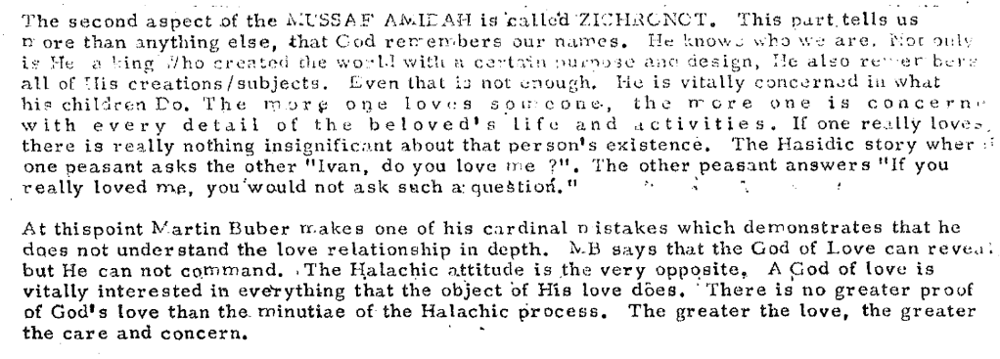 The second aspect of the MUSSAF AMIDAH is called ZICHRONOT. This part tells us
more than anything else, that God remembers our names. He knows who we are. Not only
is He a king Who created the world with a certain purpose and design, He also remembers
all of His creations/subjects. Even that is not enough. He is vitally concerned in what
his children Do. The more one loves someone, the more one is concerne
with every detail of the beloved's life and activities. If one really loves,
there is really nothing insignificant about that person's existence. The Hasidic story where
one peasant asks the other "Ivan, do you love me ?". The other peasant answers "If you
really loved me, you would not ask such a question."
At thispoint Martin Buber makes one of his cardinal mistakes which demonstrates that he
does not understand the love relationship in depth. MB says that the God of Love can reveal
but He can not command. The Halachic attitude is the very opposite. A God of love is
vitally interested in everything that the object of His love does. There is no greater proof
of God's love than the minutiae of the Halachic process. The greater the love, the greater
the care and concern.